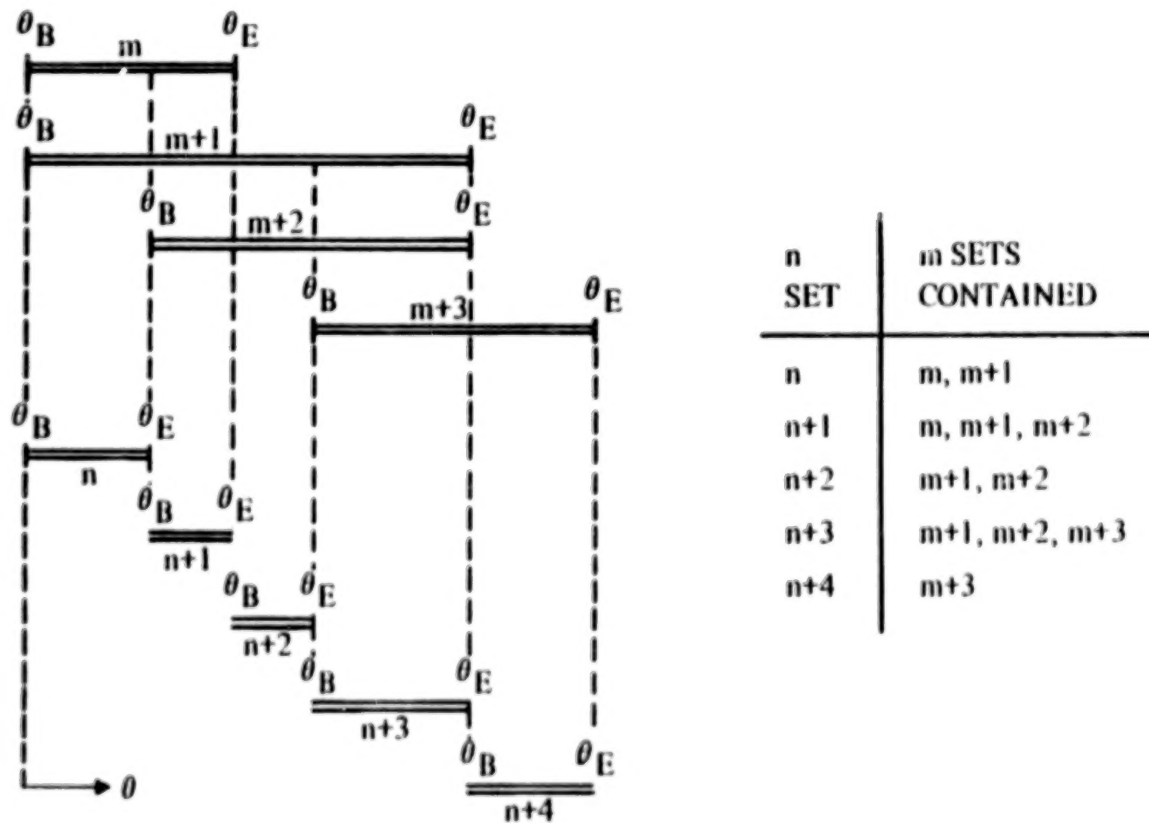 θB m θE
θB m+1 θE
θB m+2 θE
θB m+3 θE
θB θE
n
θB θE
n+1
θB θE
n+2
θB θE
n+3
θB θE
n+4
θ
n SET m SETS CONTAINED
n m, m+1
n+1 m, m+1, m+2
n+2 m+1, m+2
n+3 m+1, m+2, m+3
n+4 m+3